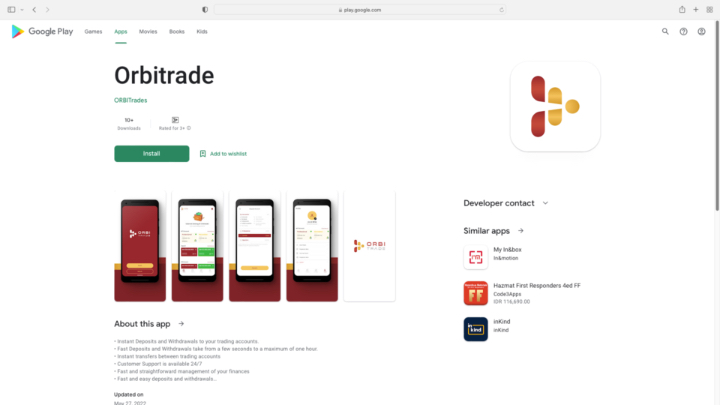 play.google.com
Google Play
Games
Apps
Movies
Books
Kids
Orbitrade
ORBITrades
Downloads
Rated for 3+
Install
Add to wishlist
ORBI
TRADE
ORBI
TRADE
Developer contact
Similar apps
My In&box
In&motion
Hazmat First Responders 4ed FF
Code3Apps
IDR 116,690.00
inKind
inKind
About this app
• Instant Deposits and Withdrawals to your trading accounts.
• Fast Deposits and Withdrawals take from a few seconds to a maximum of one hour.
• Instant transfers between trading accounts
• Customer Support is available 24/7
• Fast and straightforward management of your finances
• Fast and easy deposits and withdrawals...
Updated on
May 27, 2022